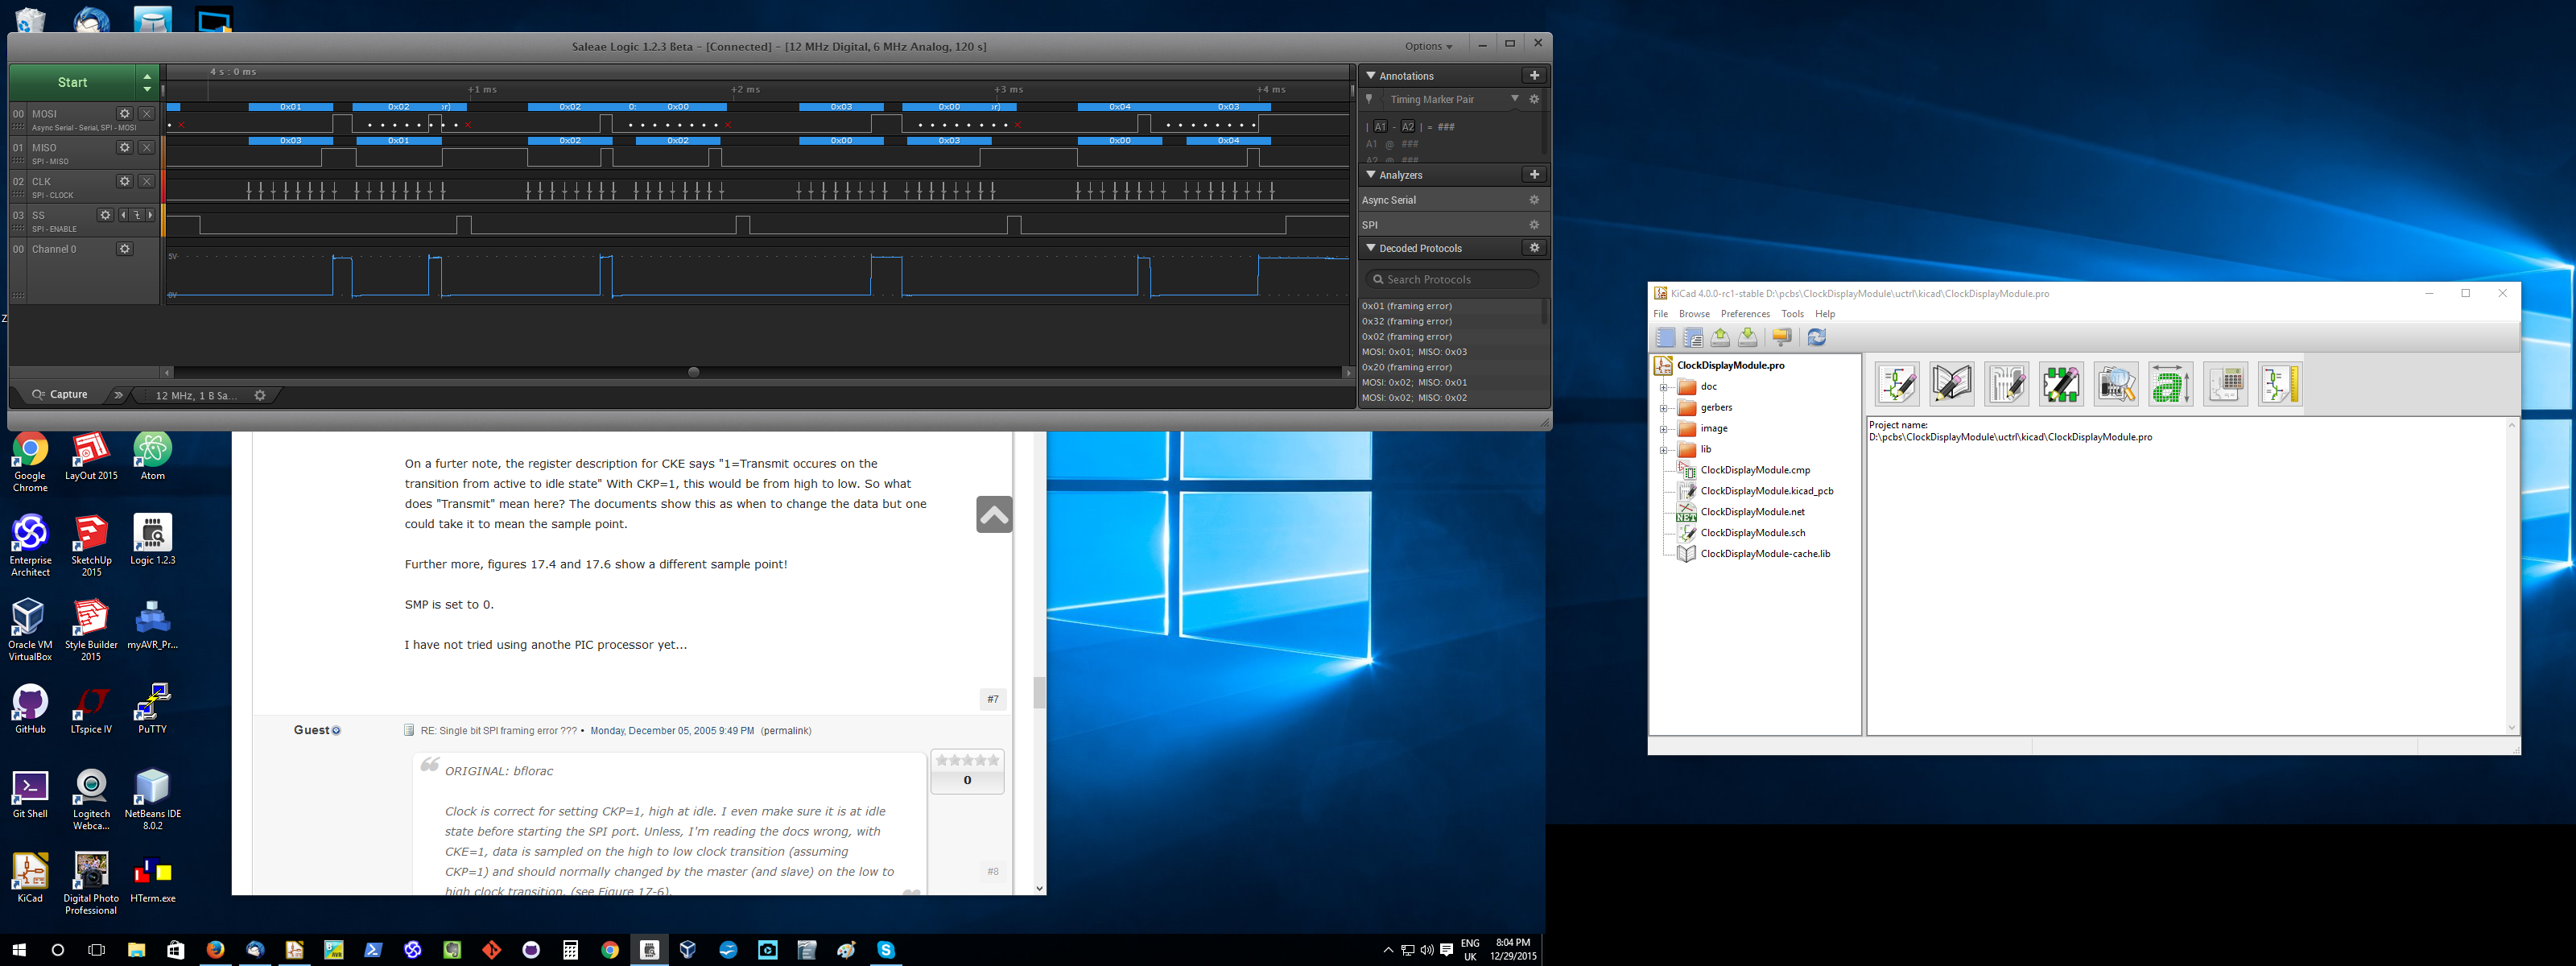 Saleae Logic 1.2.3 Beta - [Connected] - [12 MHz Digital, 6 MHz Analog, 120 s]
Options
Start
4 s : 0 ms
+1 ms
+2 ms
+3 ms
+4 ms
00 MOSI
Async Serial - Serial, SPI - MOSI
0x01 0x02 or) 0x02 0: 0x00 0x03 0x00 or) 0x04 0x03
01 MISO
SPI - MISO
0x03 0x01 0x02 0x02 0x00 0x03 0x00 0x04
02 CLK
SPI - CLOCK
03 SS
SPI - ENABLE
00 Channel 0
5V
0V
Capture
12 MHz, 1 B Sa...
Annotations
Timing Marker Pair
| A1 - A2 | = ###
A1 @ ###
A2 @ ###
Analyzers
Async Serial
SPI
Decoded Protocols
Search Protocols
0x01 (framing error)
0x32 (framing error)
0x02 (framing error)
MOSI: 0x01; MISO: 0x03
0x20 (framing error)
MOSI: 0x02; MISO: 0x01
MOSI: 0x02; MISO: 0x02
Z
Google Chrome
LayOut 2015
Atom
Enterprise Architect
SketchUp 2015
Logic 1.2.3
Oracle VM VirtualBox
Style Builder 2015
myAVR_Pr...
GitHub
LTspice IV
PuTTY
Git Shell
Logitech Webca...
NetBeans IDE 8.0.2
KiCad
Digital Photo Professional
HTerm.exe
On a furter note, the register description for CKE says "1=Transmit occures on the
transition from active to idle state" With CKP=1, this would be from high to low. So what
does "Transmit" mean here? The documents show this as when to change the data but one
could take it to mean the sample point.
Further more, figures 17.4 and 17.6 show a different sample point!
SMP is set to 0.
I have not tried using anothe PIC processor yet...
#7
Guest
RE: Single bit SPI framing error ??? • Monday, December 05, 2005 9:49 PM (permalink)
0
ORIGINAL: bflorac
Clock is correct for setting CKP=1, high at idle. I even make sure it is at idle
state before starting the SPI port. Unless, I'm reading the docs wrong, with
CKE=1, data is sampled on the high to low clock transition (assuming
CKP=1) and should normally changed by the master (and slave) on the low to
high clock transition. (see Figure 17-6).
#8
KiCad 4.0.0-rc1-stable D:\pcbs\ClockDisplayModule\uctrl\kicad\ClockDisplayModule.pro
File Browse Preferences Tools Help
ClockDisplayModule.pro
doc
gerbers
image
lib
ClockDisplayModule.cmp
ClockDisplayModule.kicad_pcb
ClockDisplayModule.net
ClockDisplayModule.sch
ClockDisplayModule-cache.lib
NET
a
Project name:
D:\pcbs\ClockDisplayModule\uctrl\kicad\ClockDisplayModule.pro
AVR
ENG
UK
8:04 PM
12/29/2015